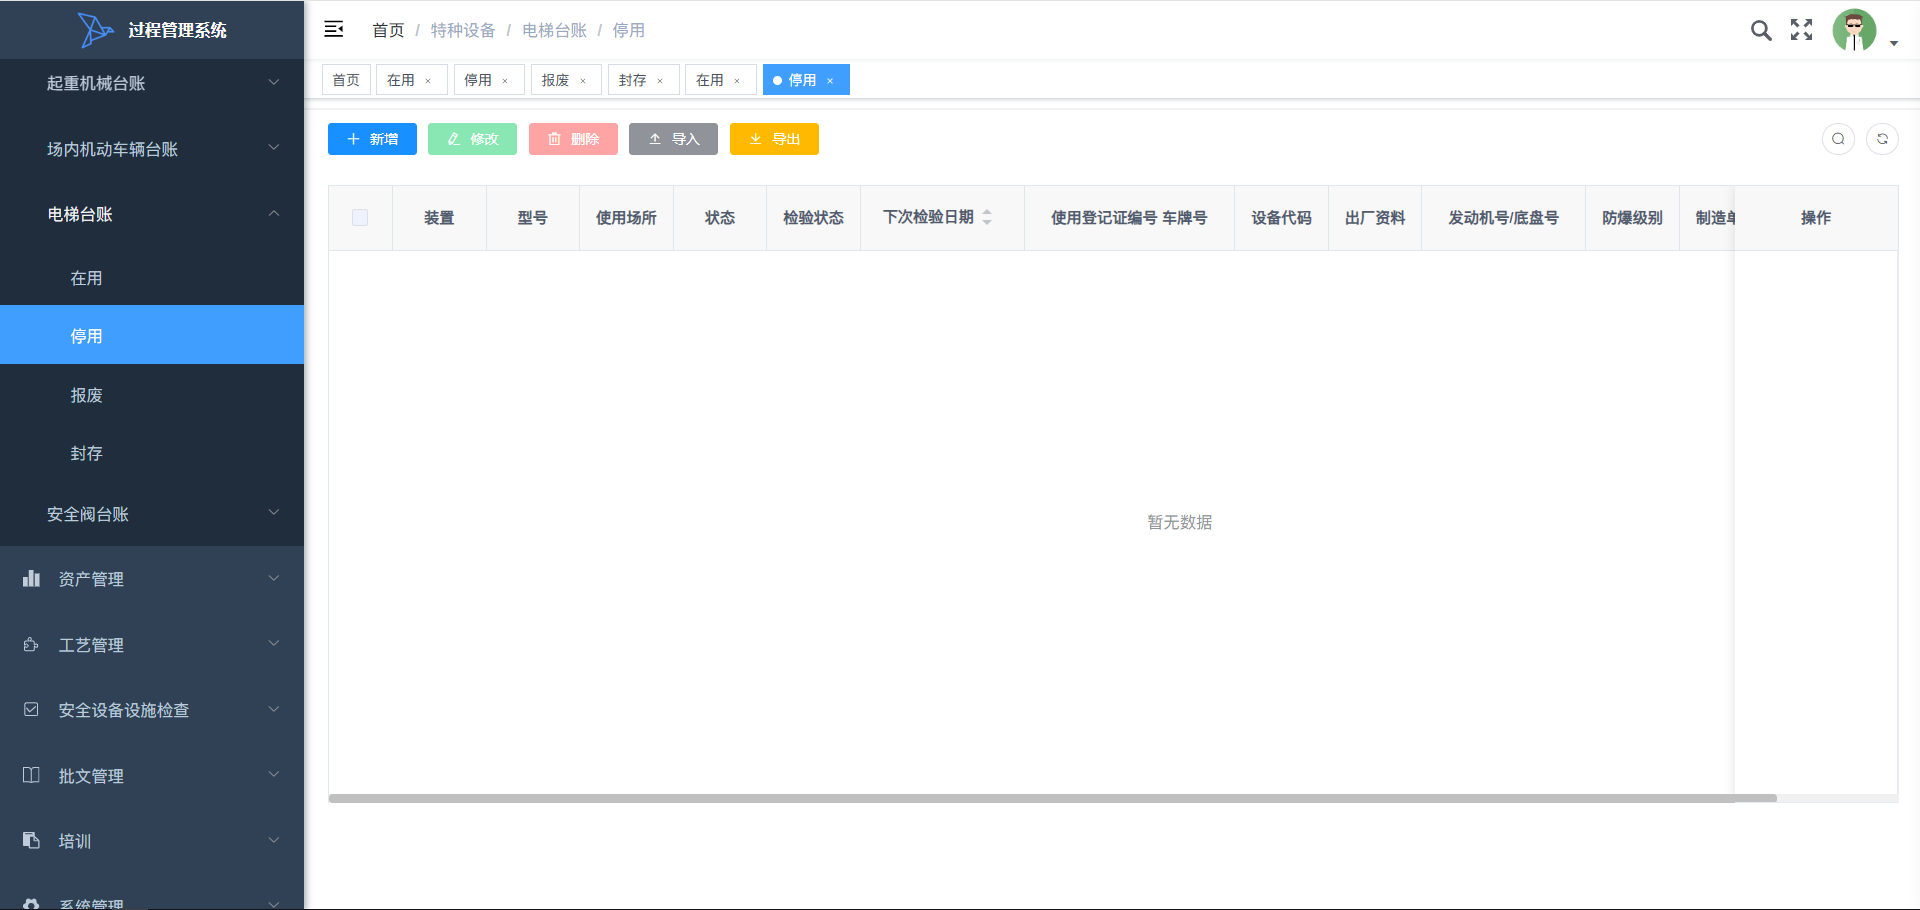 过程管理系统
首页 / 特种设备 / 电梯台账 / 停用
首页 在用 × 停用 × 报废 × 封存 × 在用 × 停用 ×
起重机械台账
场内机动车辆台账
电梯台账
在用
停用
报废
封存
安全阀台账
资产管理
工艺管理
安全设备设施检查
批文管理
培训
系统管理
新增 修改 删除 导入 导出
装置 型号 使用场所 状态 检验状态 下次检验日期 使用登记证编号 车牌号 设备代码 出厂资料 发动机号/底盘号 防爆级别 制造单 操作
暂无数据